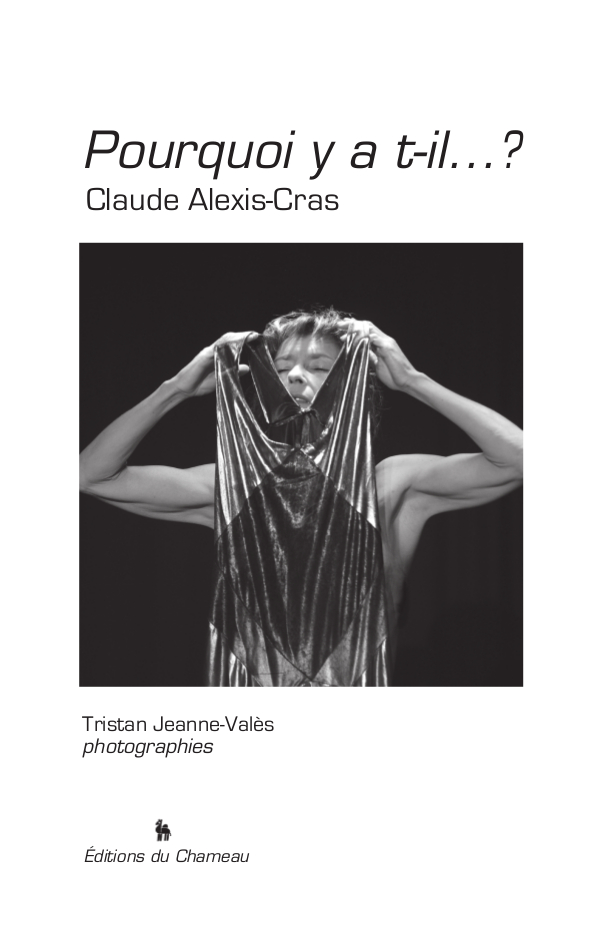 Pourquoi y a t-il...?
Claude Alexis-Cras
Tristan Jeanne-Valès
photographies
Éditions du Chameau